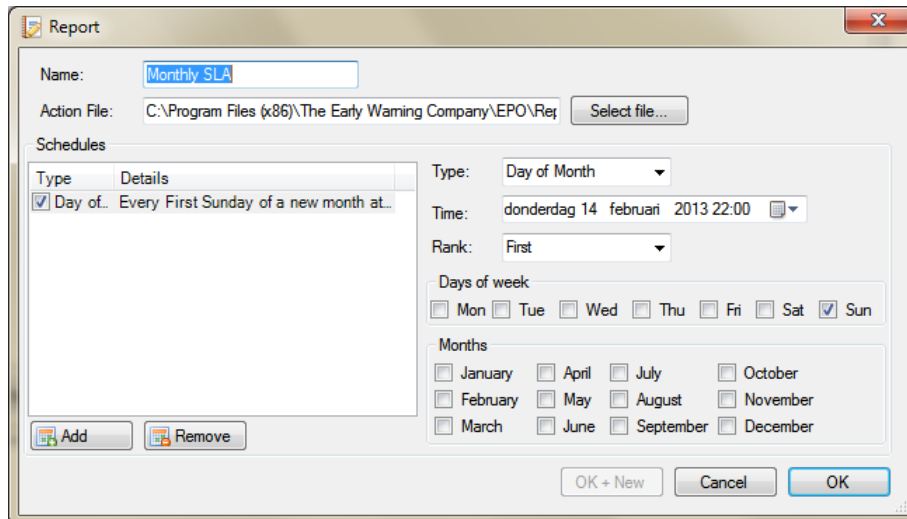 Report
Name: Monthly SLA
Action File: C:\Program Files (x86)\The Early Warning Company\EPO\Rep Select file...
Schedules
Type Details
Day of... Every First Sunday of a new month at...
Add Remove
Type: Day of Month
Time: donderdag 14 februari 2013 22:00
Rank: First
Days of week
Mon Tue Wed Thu Fri Sat Sun
Months
January April July October
February May August November
March June September December
OK + New Cancel OK